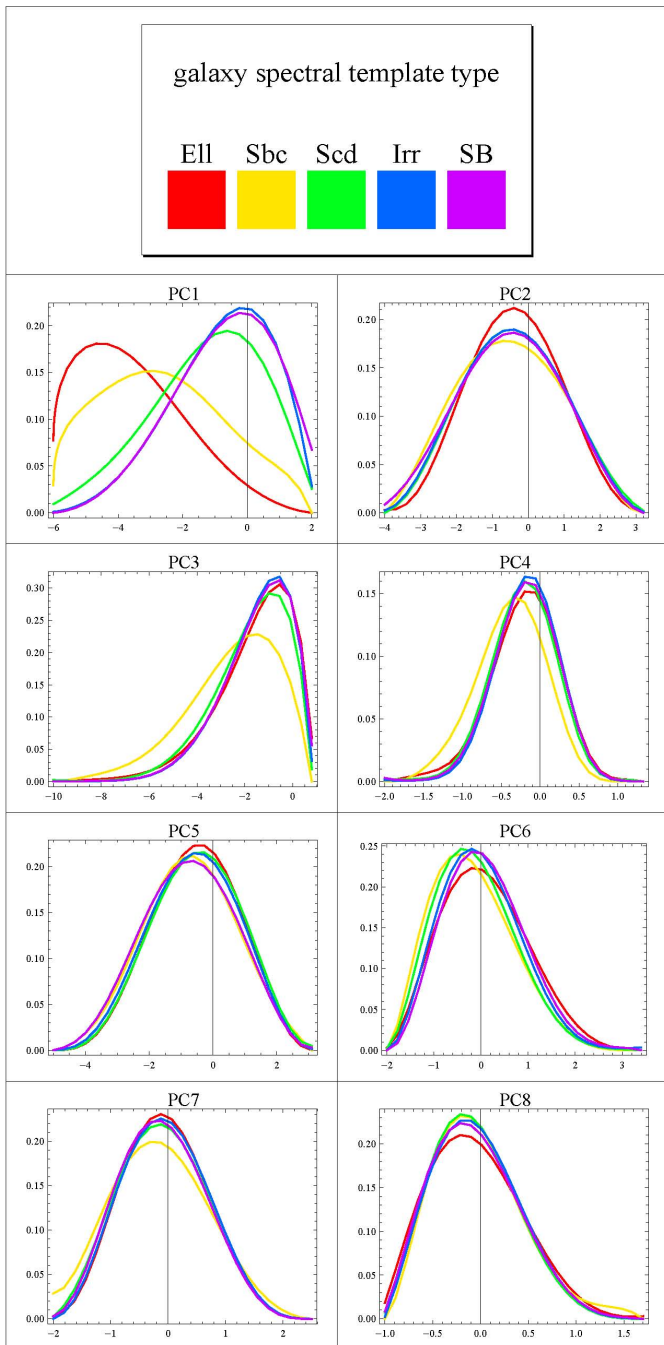 galaxy spectral template type
Ell Sbc Scd Irr SB
PC1 PC2
0.20 0.20
0.15 0.15
0.10 0.10
0.05 0.05
0.00 0.00
−6 −4 −2 0 2 −4 −3 −2 −1 0 1 2 3
PC3 PC4
0.30 0.15
0.25
0.20 0.10
0.15
0.10 0.05
0.05
0.00 0.00
−10 −8 −6 −4 −2 0 −2.0 −1.5 −1.0 −0.5 0.0 0.5 1.0
PC5 PC6
0.25
0.20 0.20
0.15 0.15
0.10 0.10
0.05 0.05
0.00 0.00
−4 −2 0 2 −2 −1 0 1 2 3
PC7 PC8
0.20 0.20
0.15 0.15
0.10 0.10
0.05 0.05
0.00 0.00
−2 −1 0 1 2 −1.0 −0.5 0.0 0.5 1.0 1.5